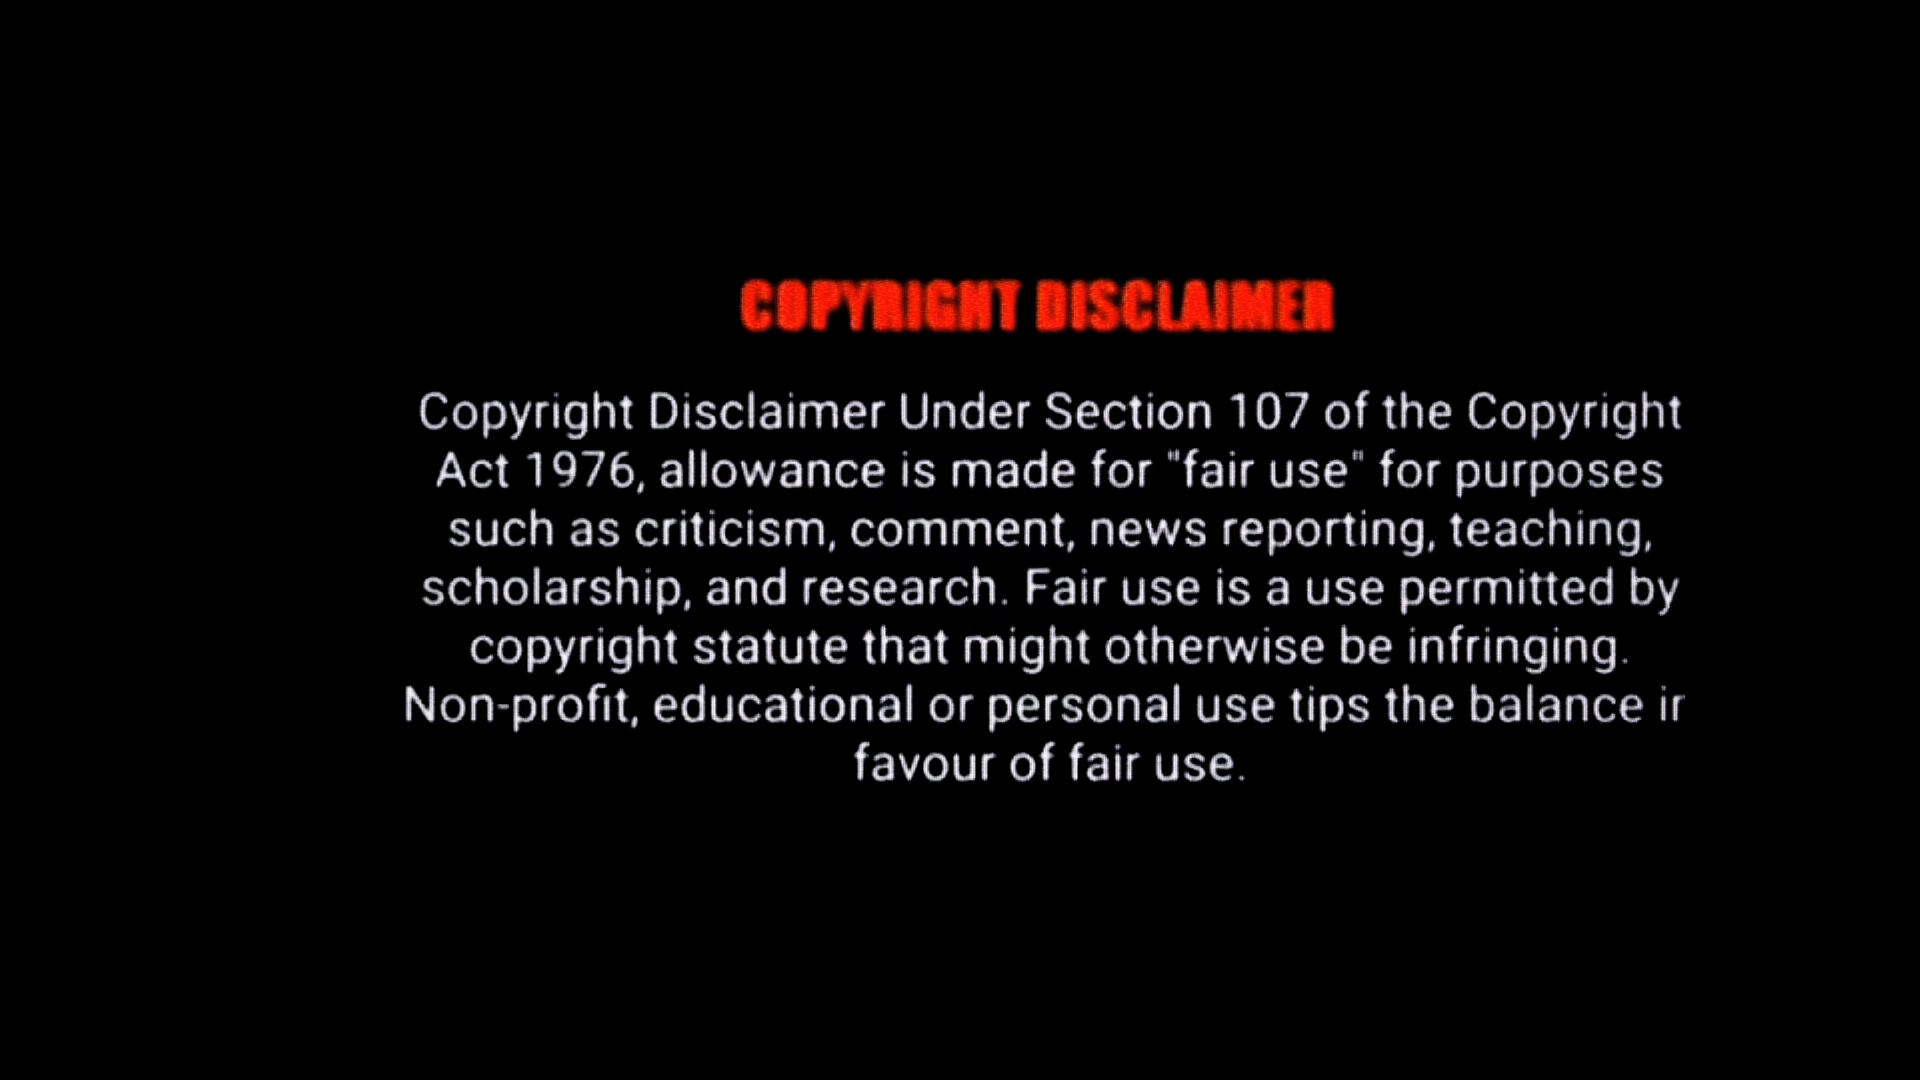 COPYRIGHT DISCLAIMER
Copyright Disclaimer Under Section 107 of the Copyright
Act 1976, allowance is made for "fair use" for purposes
such as criticism, comment, news reporting, teaching,
scholarship, and research. Fair use is a use permitted by
copyright statute that might otherwise be infringing.
Non-profit, educational or personal use tips the balance
favour of fair use.